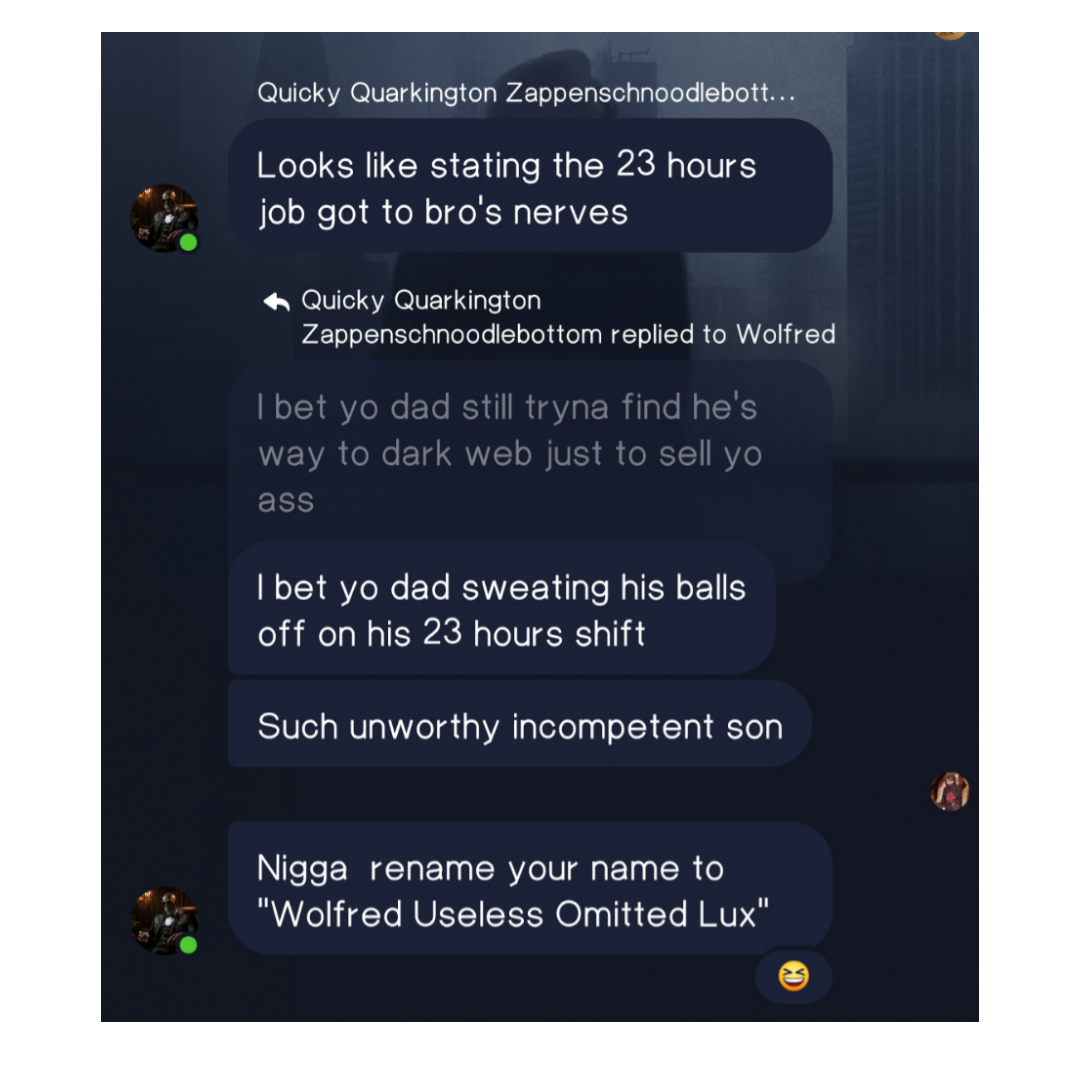 Quicky Quarkington Zappenschnoodlebott...
Looks like stating the 23 hours
job got to bro's nerves
Quicky Quarkington
Zappenschnoodlebottom replied to Wolfred
I bet yo dad still tryna find he's
way to dark web just to sell yo
ass
I bet yo dad sweating his balls
off on his 23 hours shift
Such unworthy incompetent son
Nigga rename your name to
"Wolfred Useless Omitted Lux"